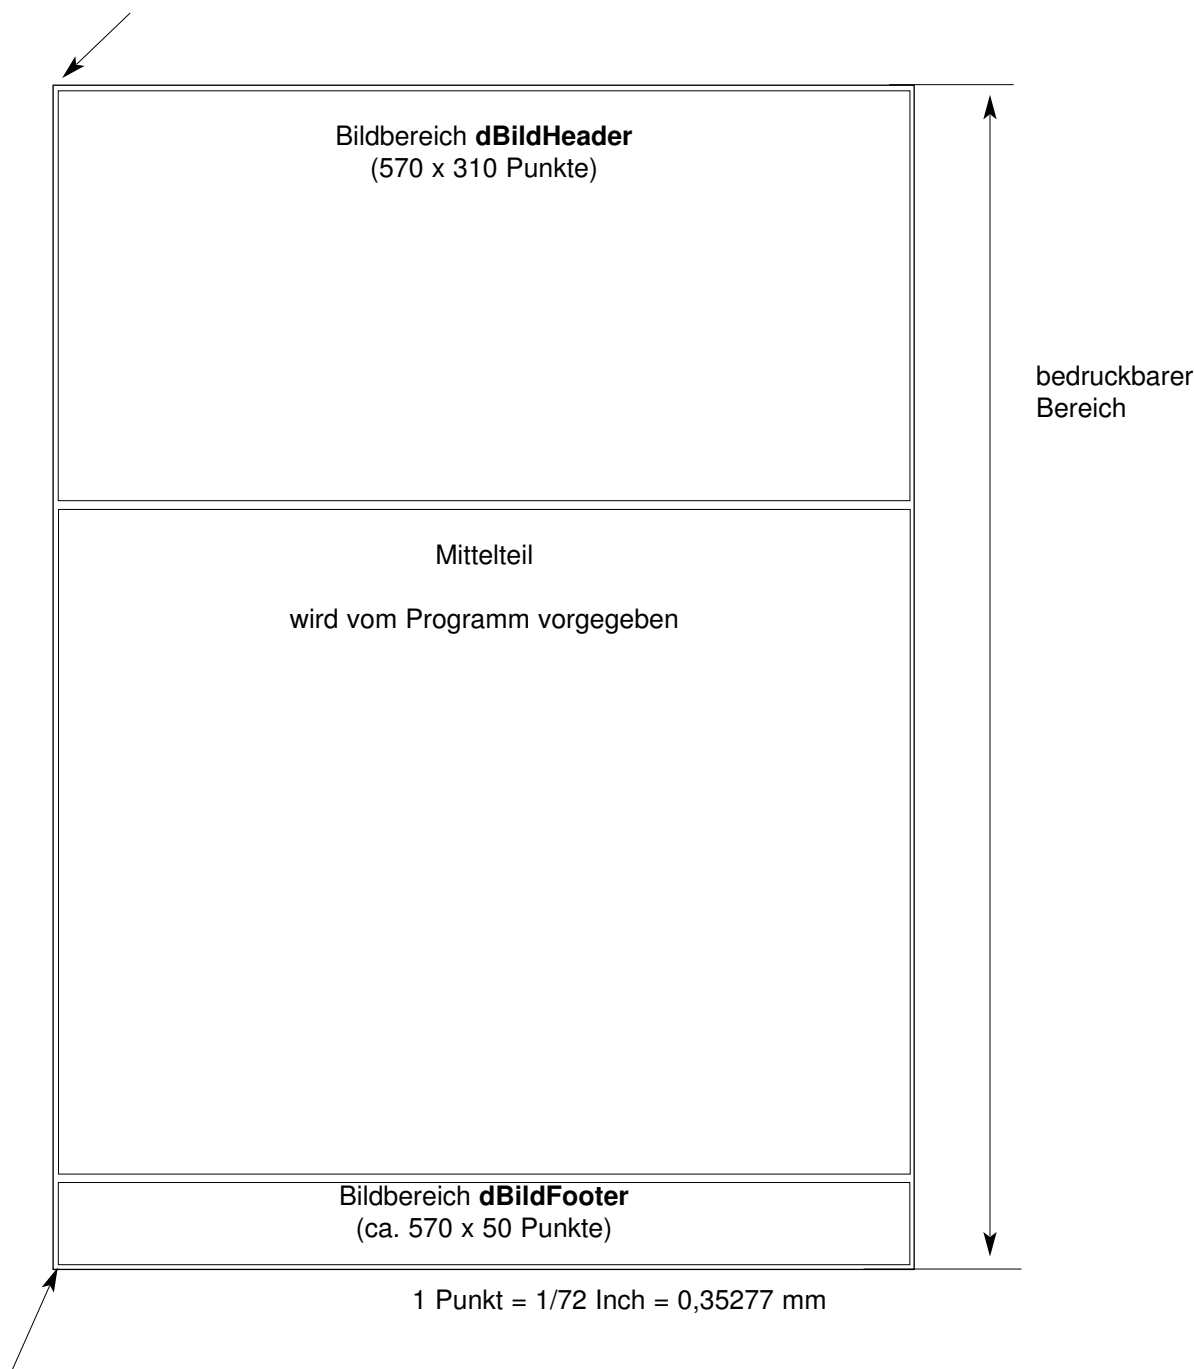 Bildbereich dBildHeader
(570 x 310 Punkte)
bedruckbarer
Bereich
Mittelteil
wird vom Programm vorgegeben
Bildbereich dBildFooter
(ca. 570 x 50 Punkte)
1 Punkt = 1/72 Inch = 0,35277 mm